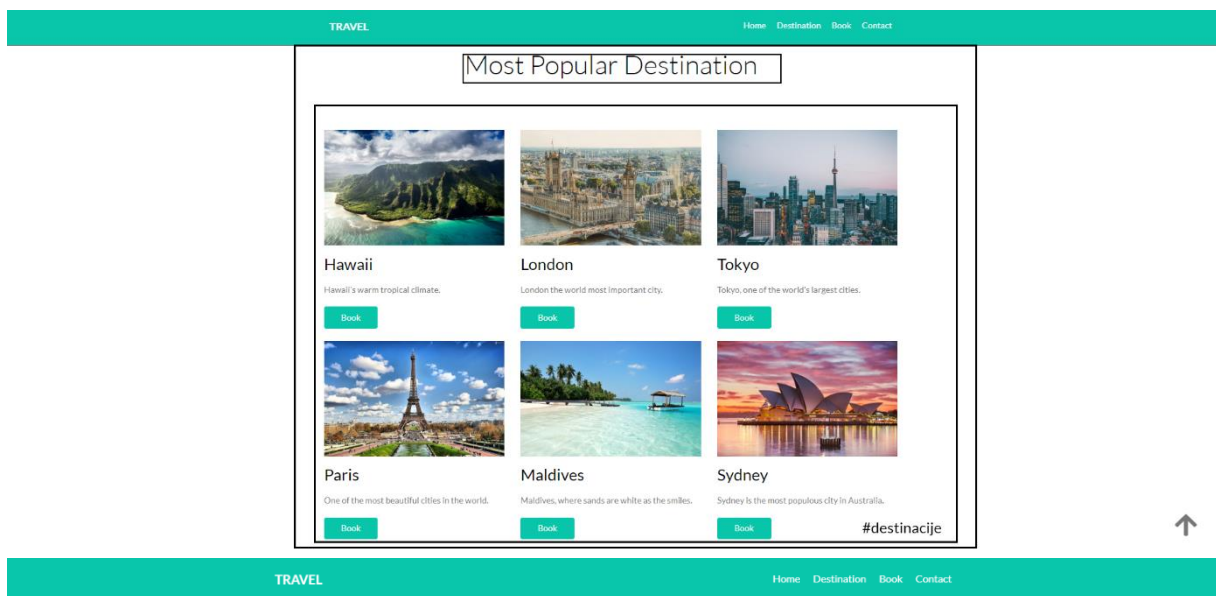 TRAVEL Home Destination Book Contact
Most Popular Destination
Hawaii London Tokyo
Hawaii's warm tropical climate. London the world most important city. Tokyo, one of the world's largest cities.
Book Book Book
Paris Maldives Sydney
One of the most beautiful cities in the world. Maldives, where sands are white as the smiles. Sydney is the most populous city in Australia.
Book Book Book #destinacije
TRAVEL Home Destination Book Contact